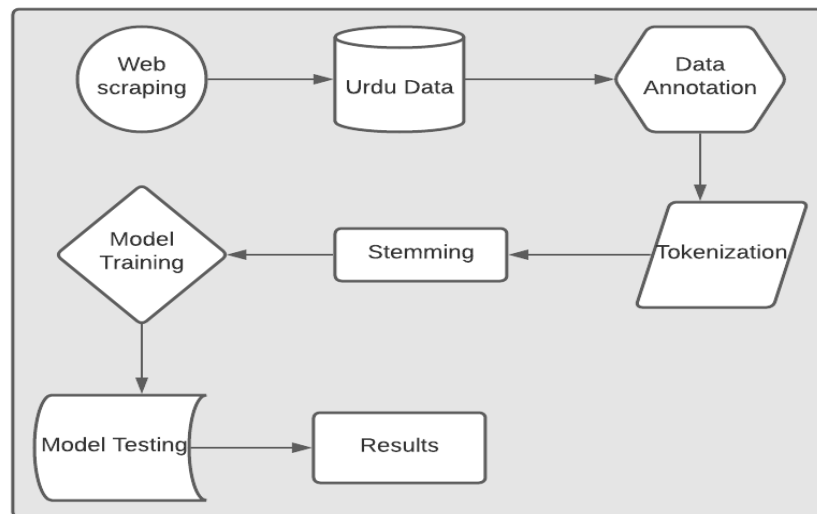 Web
scraping
Urdu Data
Data
Annotation
Tokenization
Stemming
Model
Training
Model Testing
Results